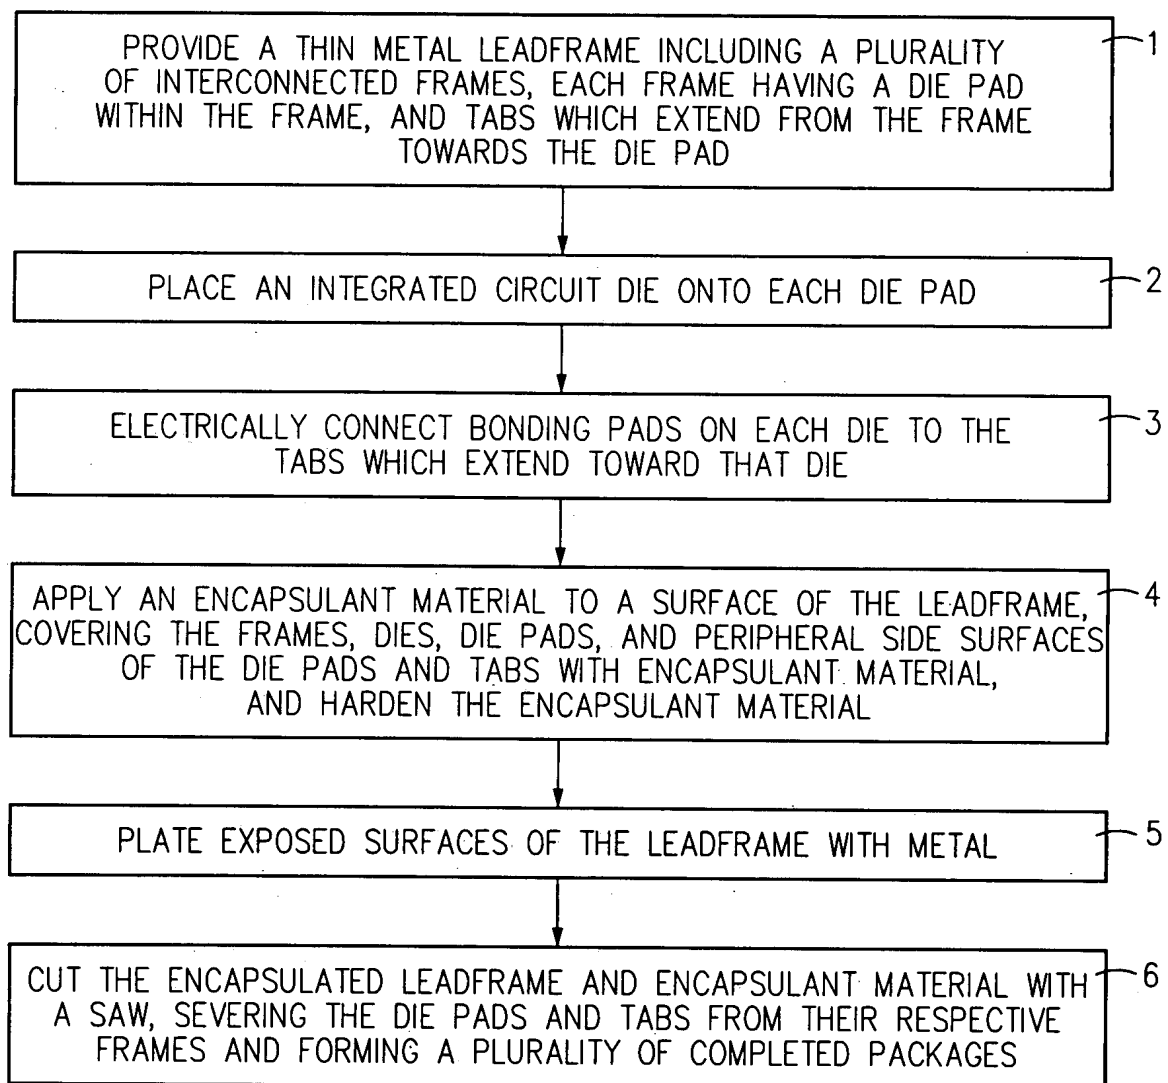 PROVIDE A THIN METAL LEADFRAME INCLUDING A PLURALITY
OF INTERCONNECTED FRAMES, EACH FRAME HAVING A DIE PAD
WITHIN THE FRAME, AND TABS WHICH EXTEND FROM THE FRAME
TOWARDS THE DIE PAD
1
PLACE AN INTEGRATED CIRCUIT DIE ONTO EACH DIE PAD
2
ELECTRICALLY CONNECT BONDING PADS ON EACH DIE TO THE
TABS WHICH EXTEND TOWARD THAT DIE
3
APPLY AN ENCAPSULANT MATERIAL TO A SURFACE OF THE LEADFRAME,
COVERING THE FRAMES, DIES, DIE PADS, AND PERIPHERAL SIDE SURFACES
OF THE DIE PADS AND TABS WITH ENCAPSULANT MATERIAL,
AND HARDEN THE ENCAPSULANT MATERIAL
4
PLATE EXPOSED SURFACES OF THE LEADFRAME WITH METAL
5
CUT THE ENCAPSULATED LEADFRAME AND ENCAPSULANT MATERIAL WITH
A SAW, SEVERING THE DIE PADS AND TABS FROM THEIR RESPECTIVE
FRAMES AND FORMING A PLURALITY OF COMPLETED PACKAGES
6